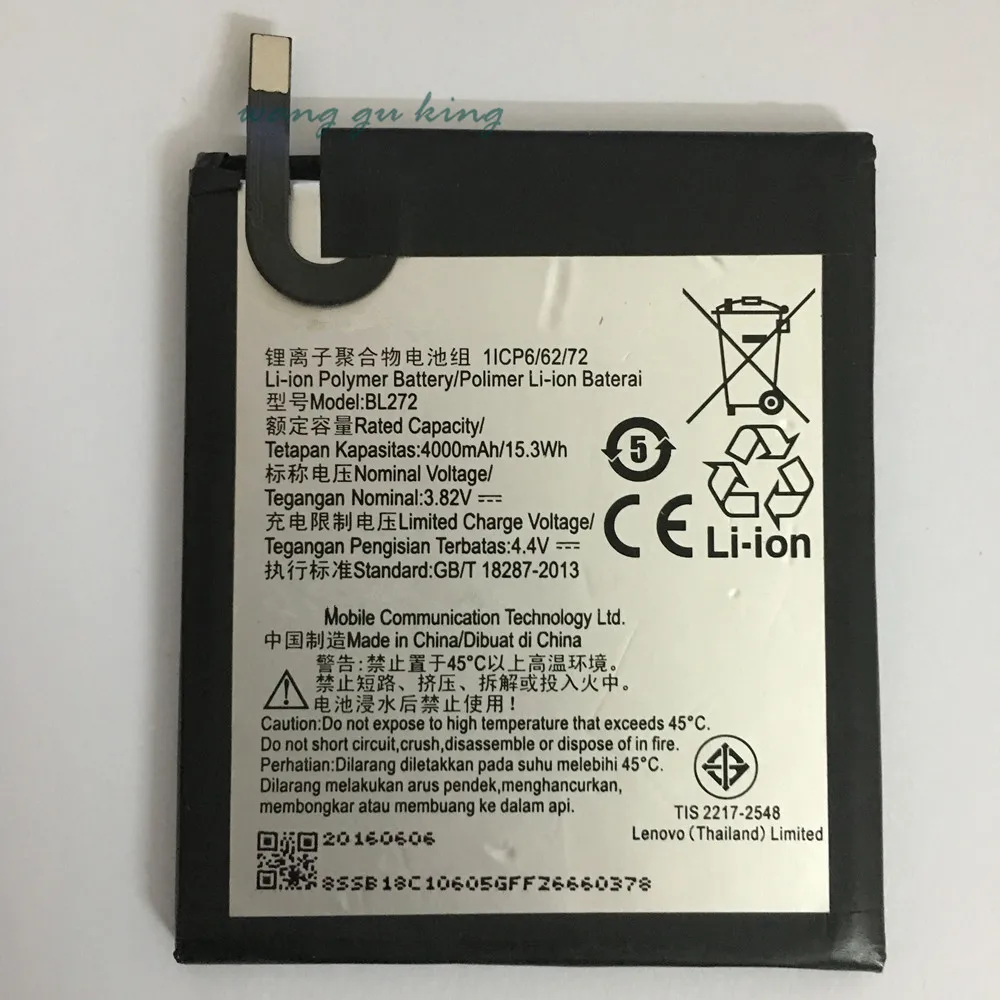 wong gu king
锂离子聚合物电池组 1ICP6/62/72
Li-ion Polymer Battery/Polimer Li-ion Baterai
型号Model:BL272
额定容量Rated Capacity/
Tetapan Kapasitas:4000mAh/15.3Wh
标称电压Nominal Voltage/
Tegangan Nominal:3.82V
充电限制电压Limited Charge Voltage/
Tegangan Pengisian Terbatas:4.4V
执行标准Standard:GB/T 18287-2013
5
CE
Li-ion
Mobile Communication Technology Ltd.
中国制造Made in China/Dibuat di China
警告:禁止置于45°C以上高温环境。
禁止短路、挤压、拆解或投入火中。
电池浸水后禁止使用！
Caution:Do not expose to high temperature that exceeds 45°C.
Do not short circuit,crush,disassemble or dispose of in fire.
Perhatian:Dilarang diletakkan pada suhu melebihi 45°C.
Dilarang melakukan arus pendek,menghancurkan,
membongkar atau membuang ke dalam api.
TIS 2217-2548
Lenovo (Thailand) Limited
20160606
8SSB18C10605GFF26660378